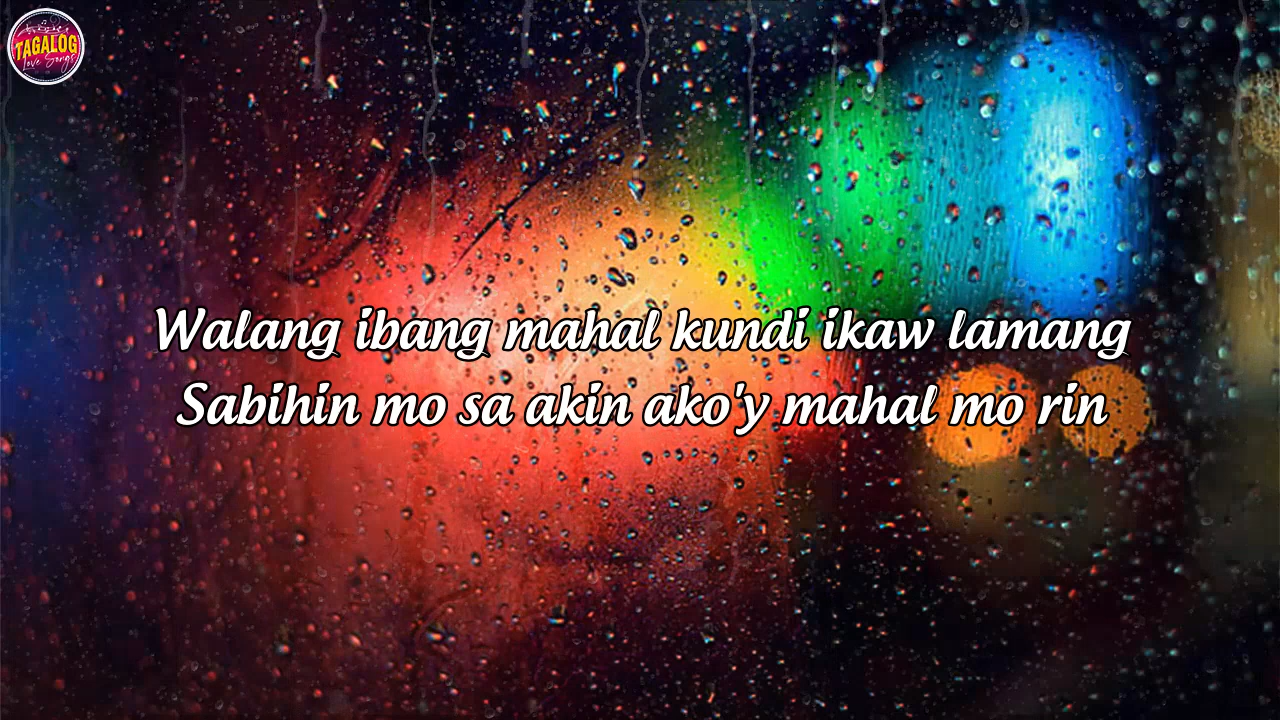 TAGALOG
Love Songs
Walang ibang mahal kundi ikaw lamang
Sabihin mo sa akin ako'y mahal mo rin